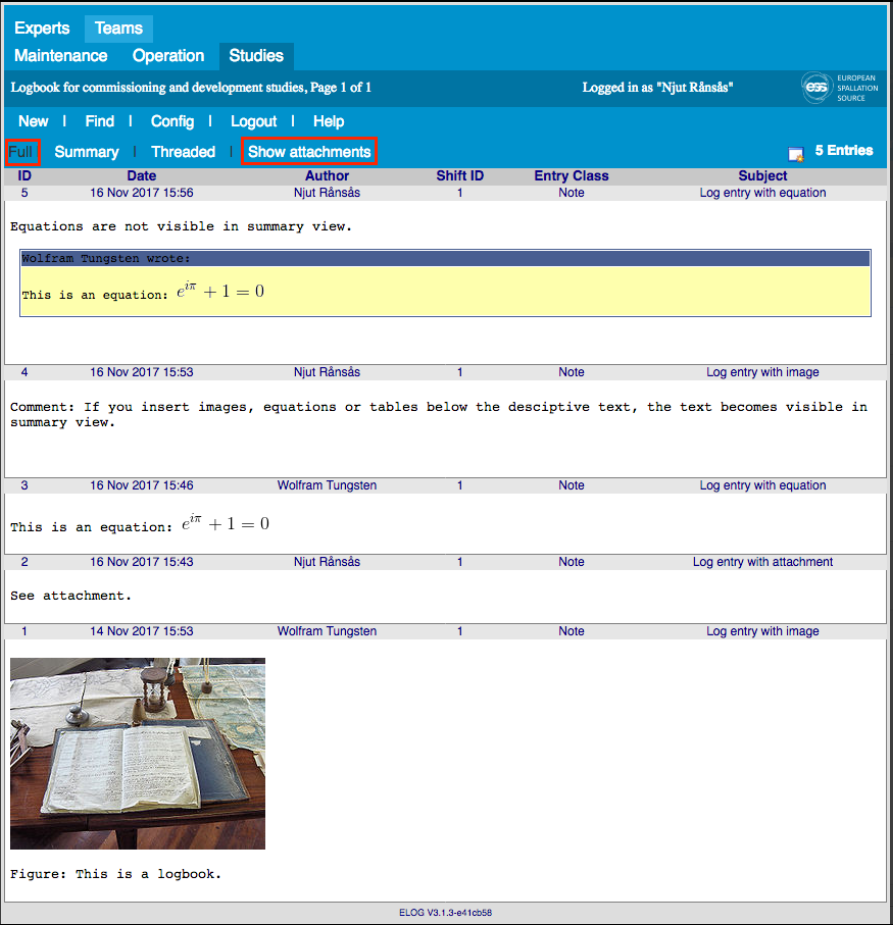 Experts Teams
Maintenance Operation Studies
Logbook for commissioning and development studies, Page 1 of 1 Logged in as "Njut Rånsås"
ess EUROPEAN SPALLATION SOURCE
New | Find | Config | Logout | Help
Full Summary | Threaded | Show attachments 5 Entries
ID Date Author Shift ID Entry Class Subject
5 16 Nov 2017 15:56 Njut Rånsås 1 Note Log entry with equation
Equations are not visible in summary view.
Wolfram Tungsten wrote:
This is an equation: e^{iπ} + 1 = 0
4 16 Nov 2017 15:53 Njut Rånsås 1 Note Log entry with image
Comment: If you insert images, equations or tables below the desciptive text, the text becomes visible in
summary view.
3 16 Nov 2017 15:46 Wolfram Tungsten 1 Note Log entry with equation
This is an equation: e^{iπ} + 1 = 0
2 16 Nov 2017 15:43 Njut Rånsås 1 Note Log entry with attachment
See attachment.
1 14 Nov 2017 15:53 Wolfram Tungsten 1 Note Log entry with image
Figure: This is a logbook.
ELOG V3.1.3-e41cb58